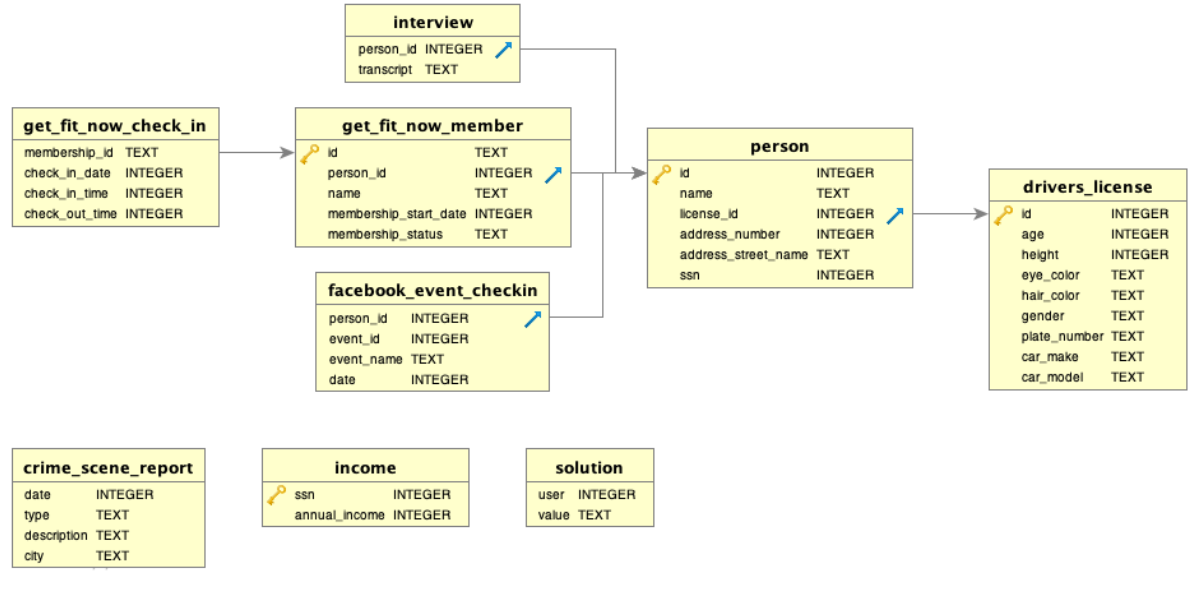 interview
person_id INTEGER
transcript TEXT
get_fit_now_check_in
membership_id TEXT
check_in_date INTEGER
check_in_time INTEGER
check_out_time INTEGER
get_fit_now_member
id TEXT
person_id INTEGER
name TEXT
membership_start_date INTEGER
membership_status TEXT
person
id INTEGER
name TEXT
license_id INTEGER
address_number INTEGER
address_street_name TEXT
ssn INTEGER
drivers_license
id INTEGER
age INTEGER
height INTEGER
eye_color TEXT
hair_color TEXT
gender TEXT
plate_number TEXT
car_make TEXT
car_model TEXT
facebook_event_checkin
person_id INTEGER
event_id INTEGER
event_name TEXT
date INTEGER
crime_scene_report
date INTEGER
type TEXT
description TEXT
city TEXT
income
ssn INTEGER
annual_income INTEGER
solution
user INTEGER
value TEXT